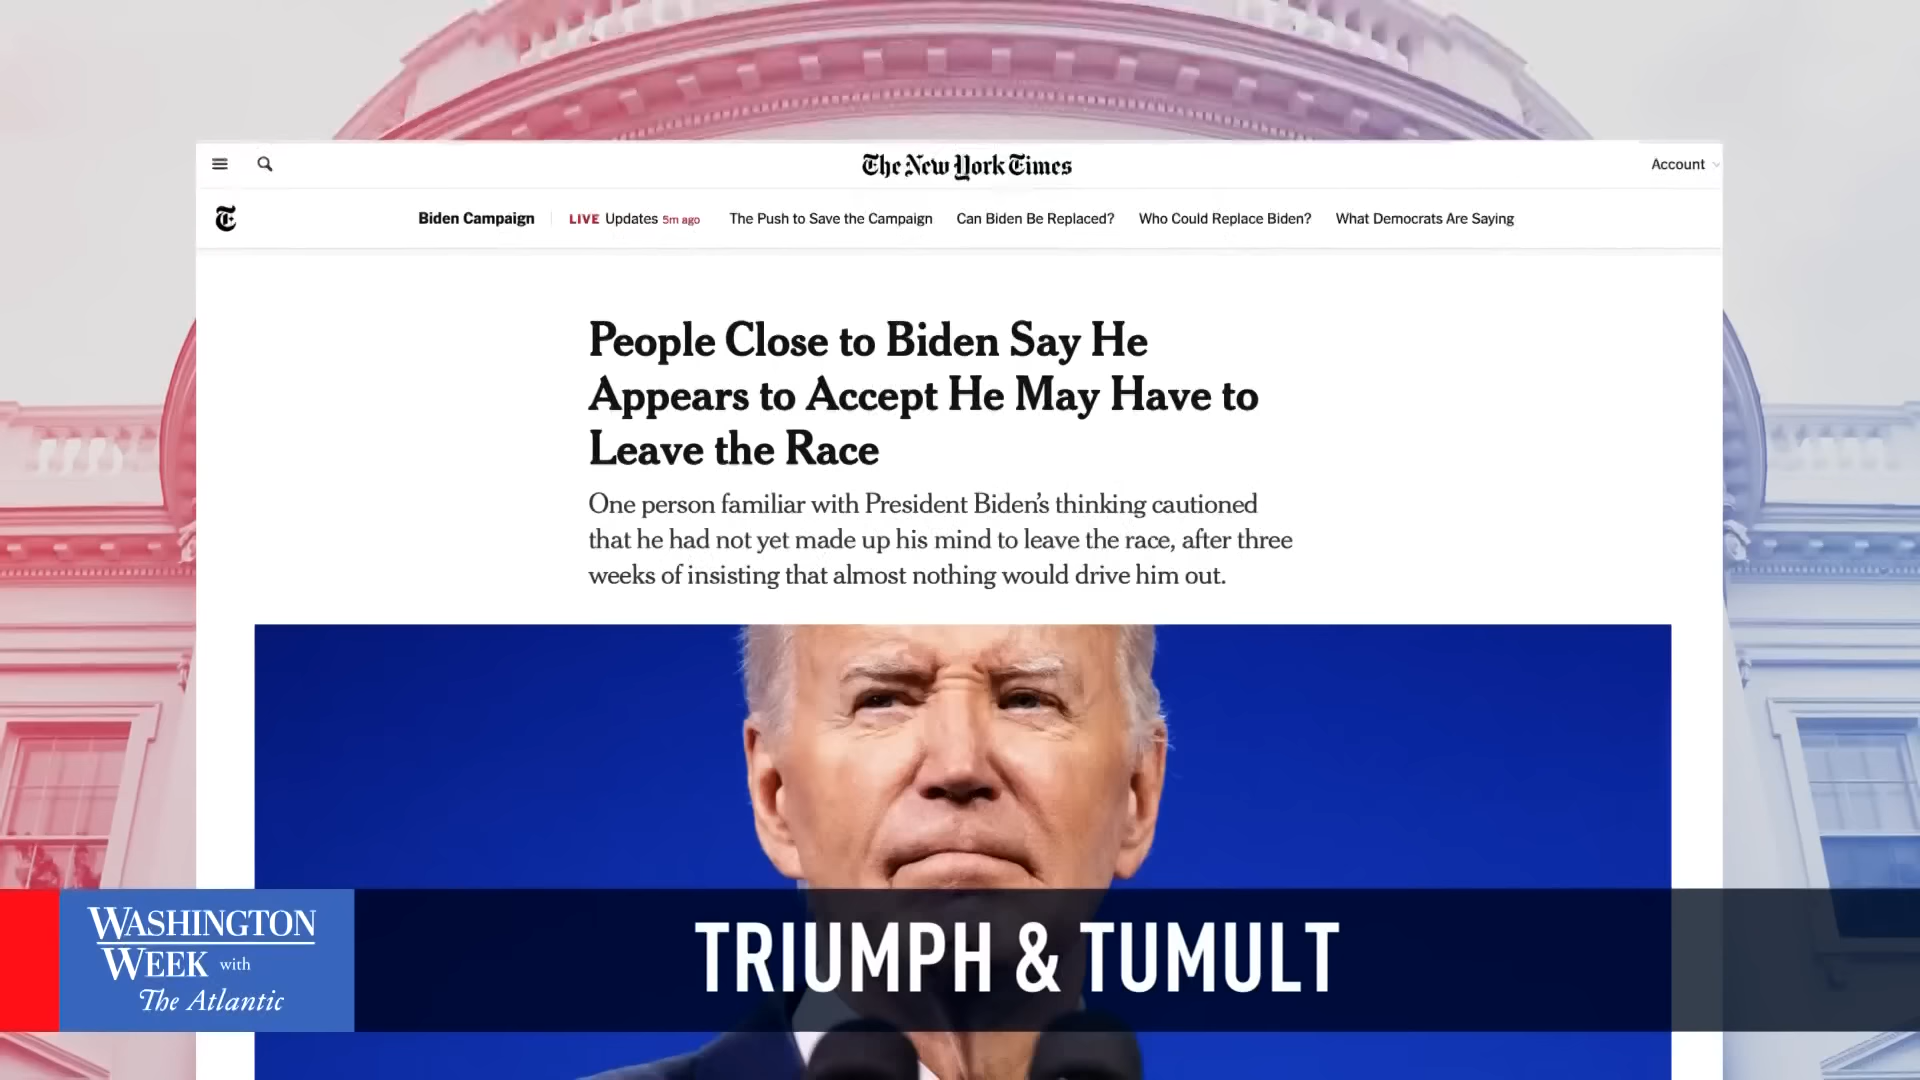 The New York Times
Account
Biden Campaign
LIVE Updates 5m ago
The Push to Save the Campaign
Can Biden Be Replaced?
Who Could Replace Biden?
What Democrats Are Saying
People Close to Biden Say He
Appears to Accept He May Have to
Leave the Race
One person familiar with President Biden's thinking cautioned
that he had not yet made up his mind to leave the race, after three
weeks of insisting that almost nothing would drive him out.
WASHINGTON
WEEK with
The Atlantic
TRIUMPH & TUMULT